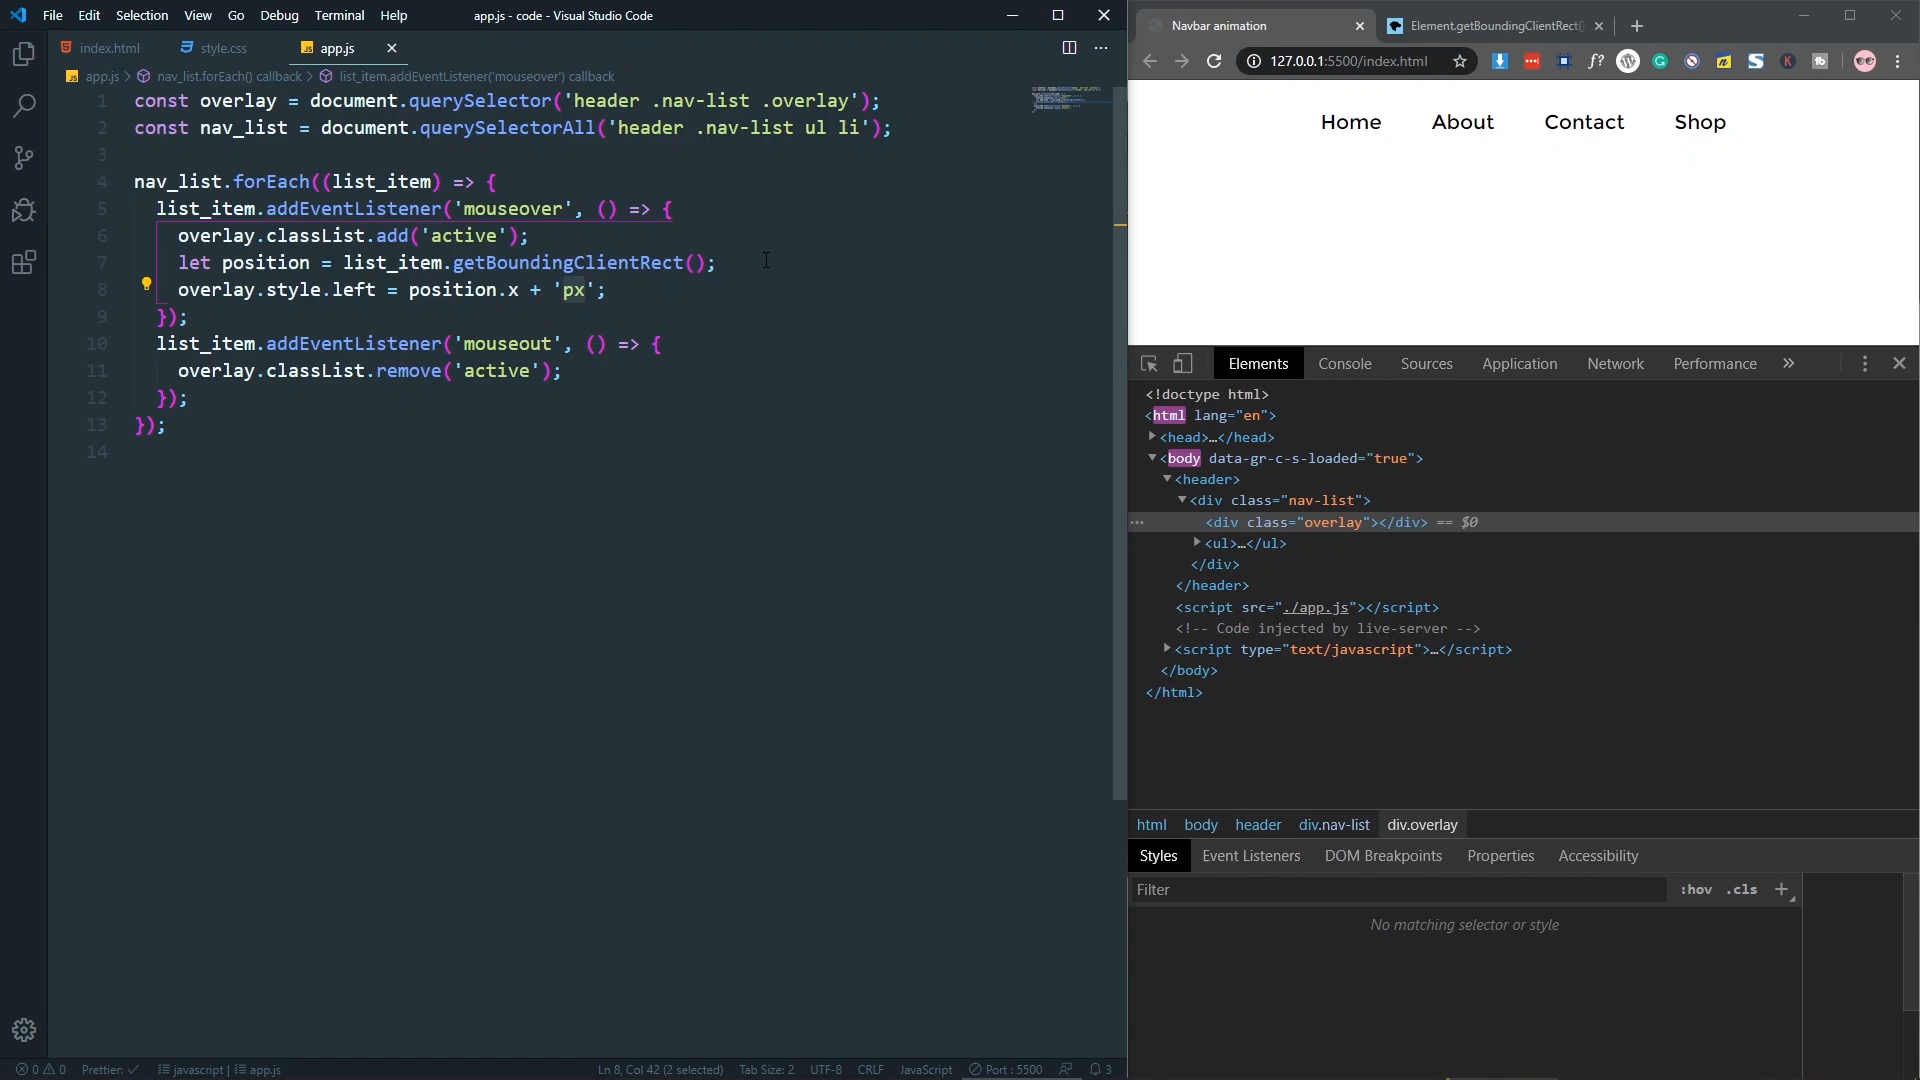 File Edit Selection View Go Debug Terminal Help
app.js - code - Visual Studio Code
index.html
style.css
JS app.js
JS app.js > nav_list.forEach() callback > list_item.addEventListener('mouseover') callback
1 const overlay = document.querySelector('header .nav-list .overlay');
2 const nav_list = document.querySelectorAll('header .nav-list ul li');
3
4 nav_list.forEach((list_item) => {
5 list_item.addEventListener('mouseover', () => {
6 overlay.classList.add('active');
7 let position = list_item.getBoundingClientRect();
8 overlay.style.left = position.x + 'px';
9 });
10 list_item.addEventListener('mouseout', () => {
11 overlay.classList.remove('active');
12 });
13 });
14
0 0 Prettier: ✓ javascript | app.js
Ln 8, Col 42 (2 selected) Tab Size: 2 UTF-8 CRLF JavaScript Port : 5500 3
Navbar animation
Element.getBoundingClientRect()
127.0.0.1:5500/index.html
Home About Contact Shop
Elements Console Sources Application Network Performance »
<!doctype html>
<html lang="en">
<head>…</head>
<body data-gr-c-s-loaded="true">
<header>
<div class="nav-list">
<div class="overlay"></div> == $0
<ul>…</ul>
</div>
</header>
<script src="./app.js"></script>
<!-- Code injected by live-server -->
<script type="text/javascript">…</script>
</body>
</html>
html body header div.nav-list div.overlay
Styles Event Listeners DOM Breakpoints Properties Accessibility
Filter
:hov .cls +
No matching selector or style